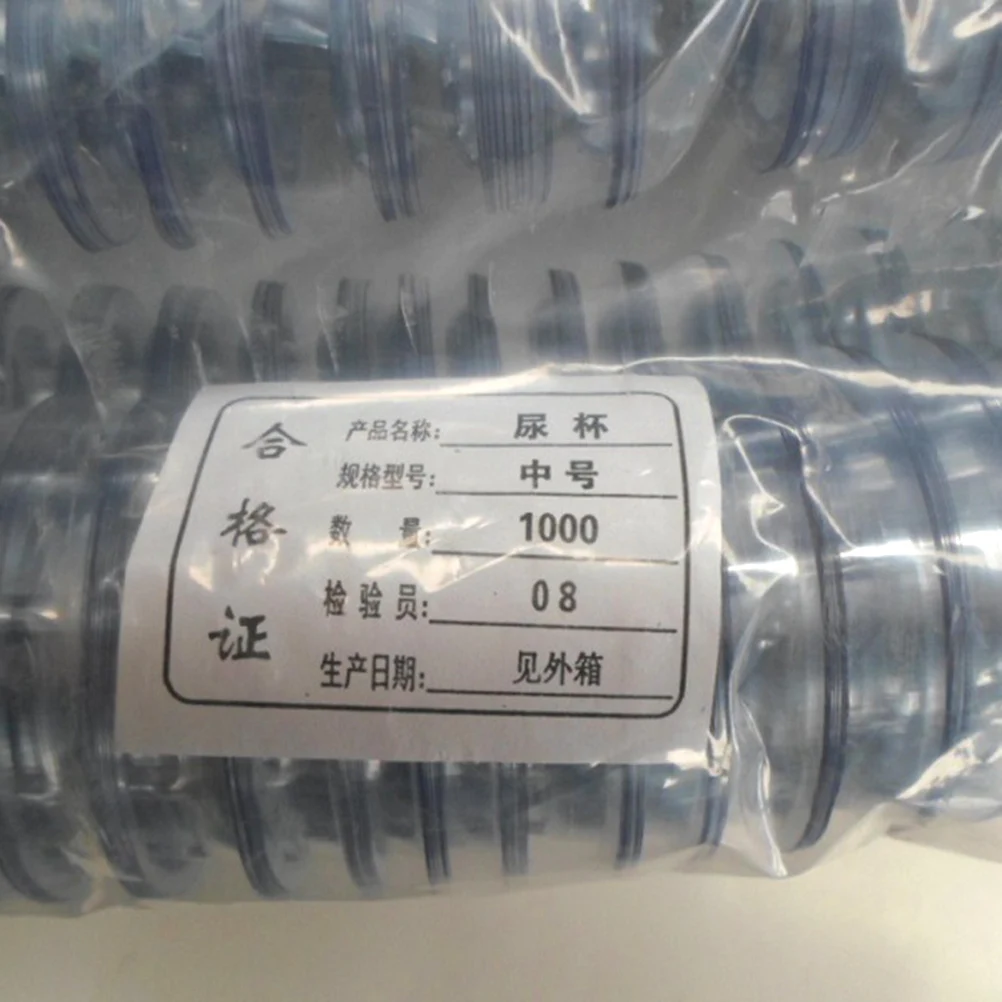 合格证
产品名称: 尿杯
规格型号: 中号
数量: 1000
检验员: 08
生产日期: 见外箱